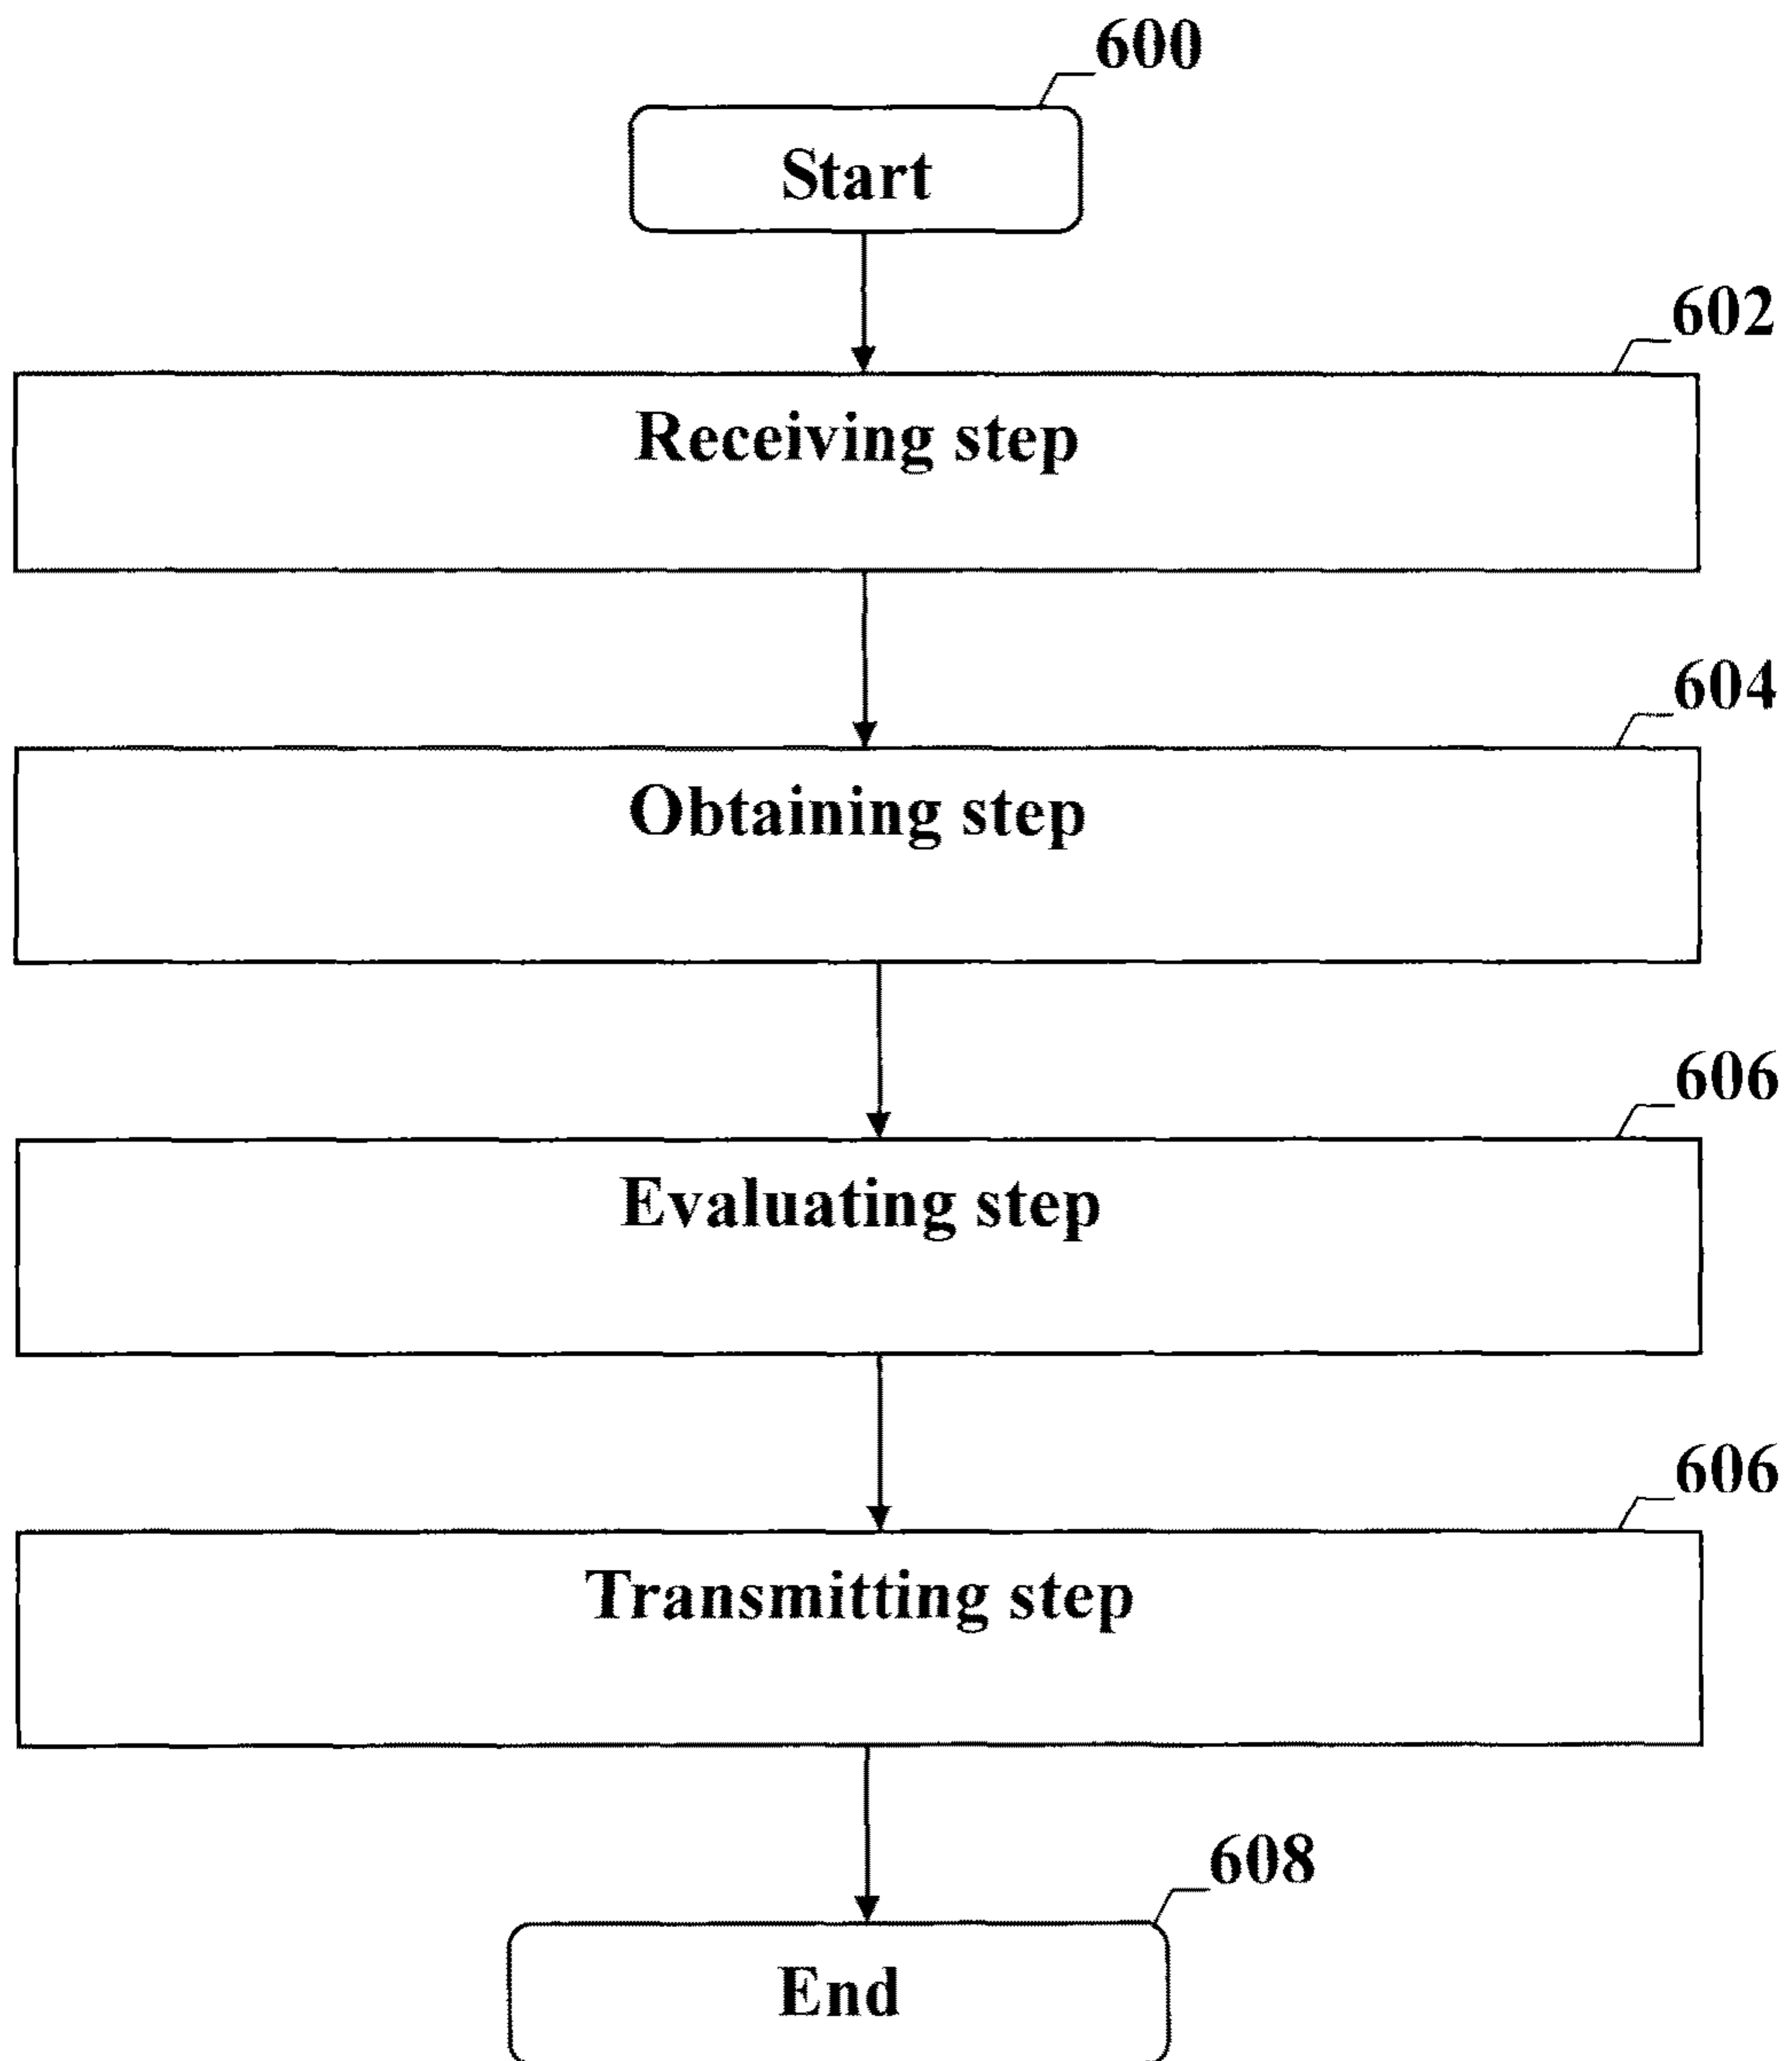 600
Start
602
Receiving step
604
Obtaining step
606
Evaluating step
606
Transmitting step
608
End